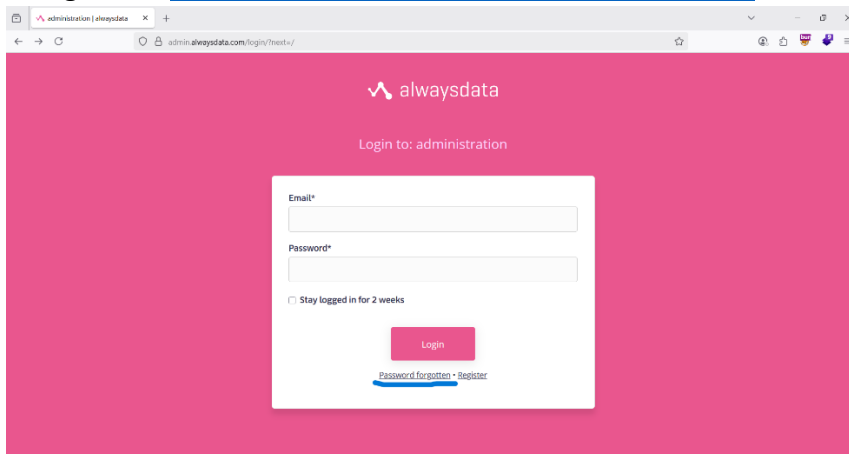 administration | alwaysdata
admin.alwaysdata.com/login/?next=/
alwaysdata
Login to: administration
Email*
Password*
Stay logged in for 2 weeks
Login
Password forgotten • Register